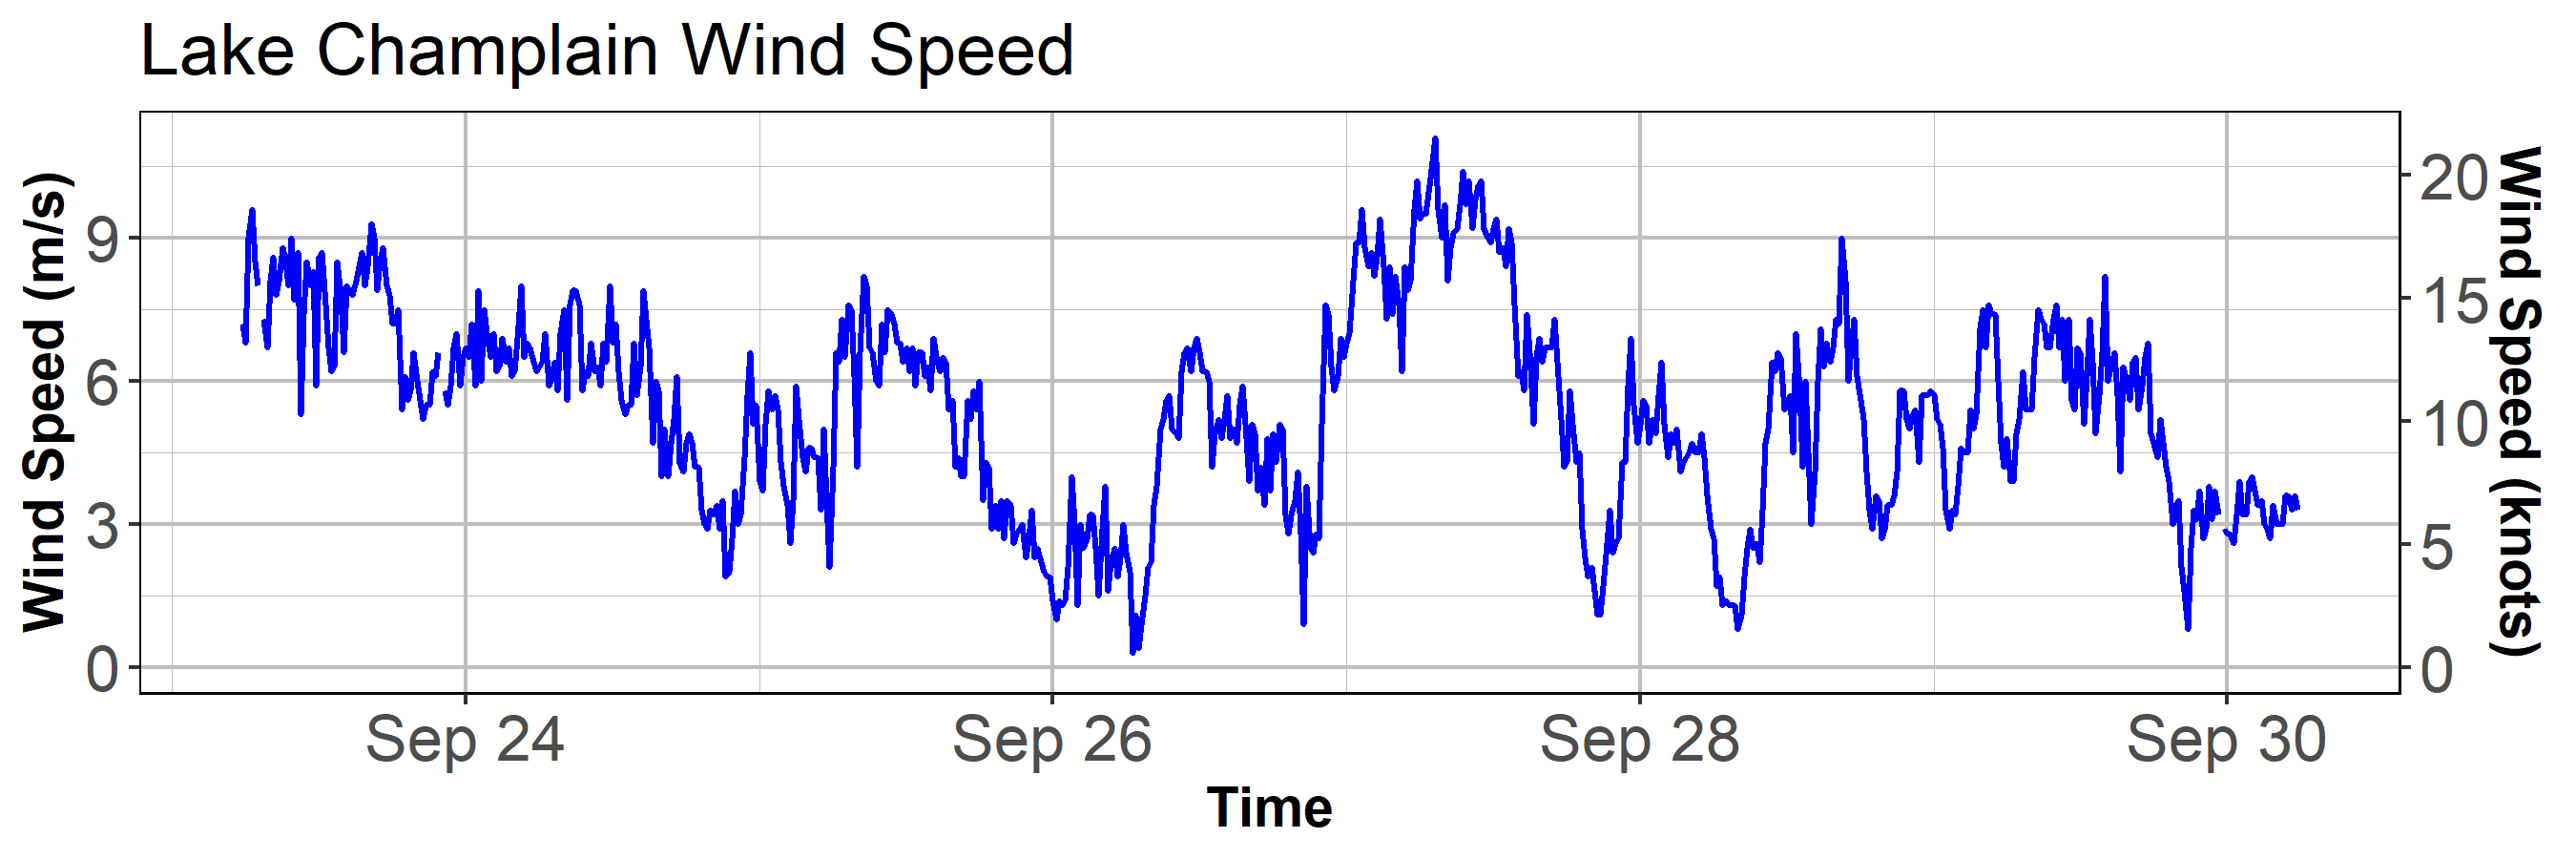 Lake Champlain Wind Speed
Wind Speed (m/s)
9
6
3
0
20
15
10
5
0
Wind Speed (knots)
Sep 24 Sep 26 Sep 28 Sep 30
Time